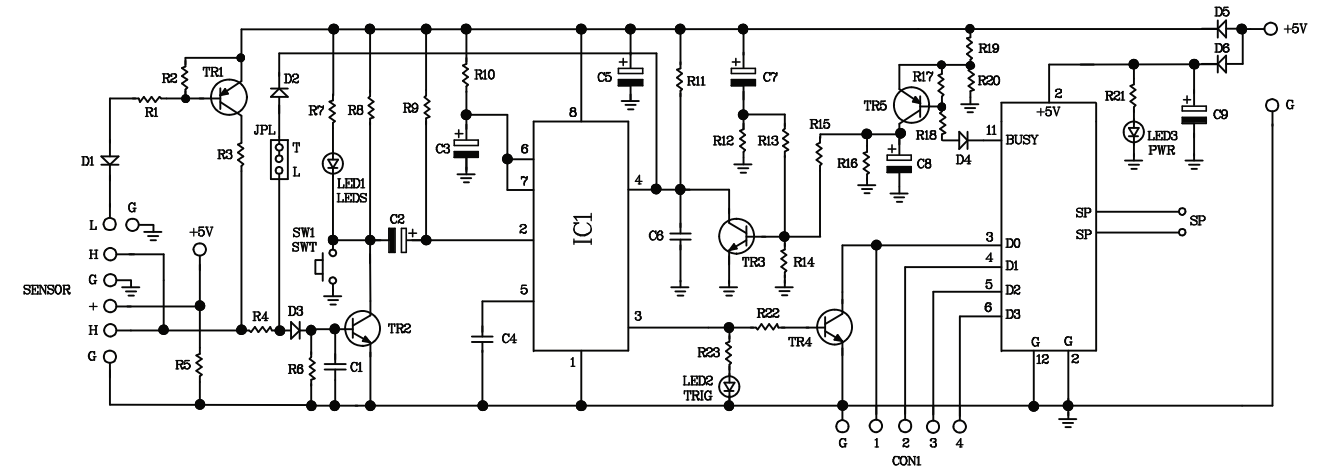 D5
+5V
R19
D6
R2
TR1
D2
R10
C5
R11
C7
R17
R20
2
+5V
R21
C9
G
R1
R7
R8
R9
8
TR5
JPL
T
L
R3
D1
C3
6
7
R12
R13
R15
R16
R18
D4
11
BUSY
LED3
PWR
C8
LED1
LEDS
4
IC1
L
G
+5V
SW1
SWT
C2
2
C6
TR3
R14
SP
SP
SP
H
G
SENSOR
+
H
G
3
D0
4
D1
5
D2
6
D3
5
R4
D3
TR2
C4
3
R22
TR4
R5
R6
C1
1
R23
LED2
TRIG
G
G
12
2
G
1
2
3
4
CON1